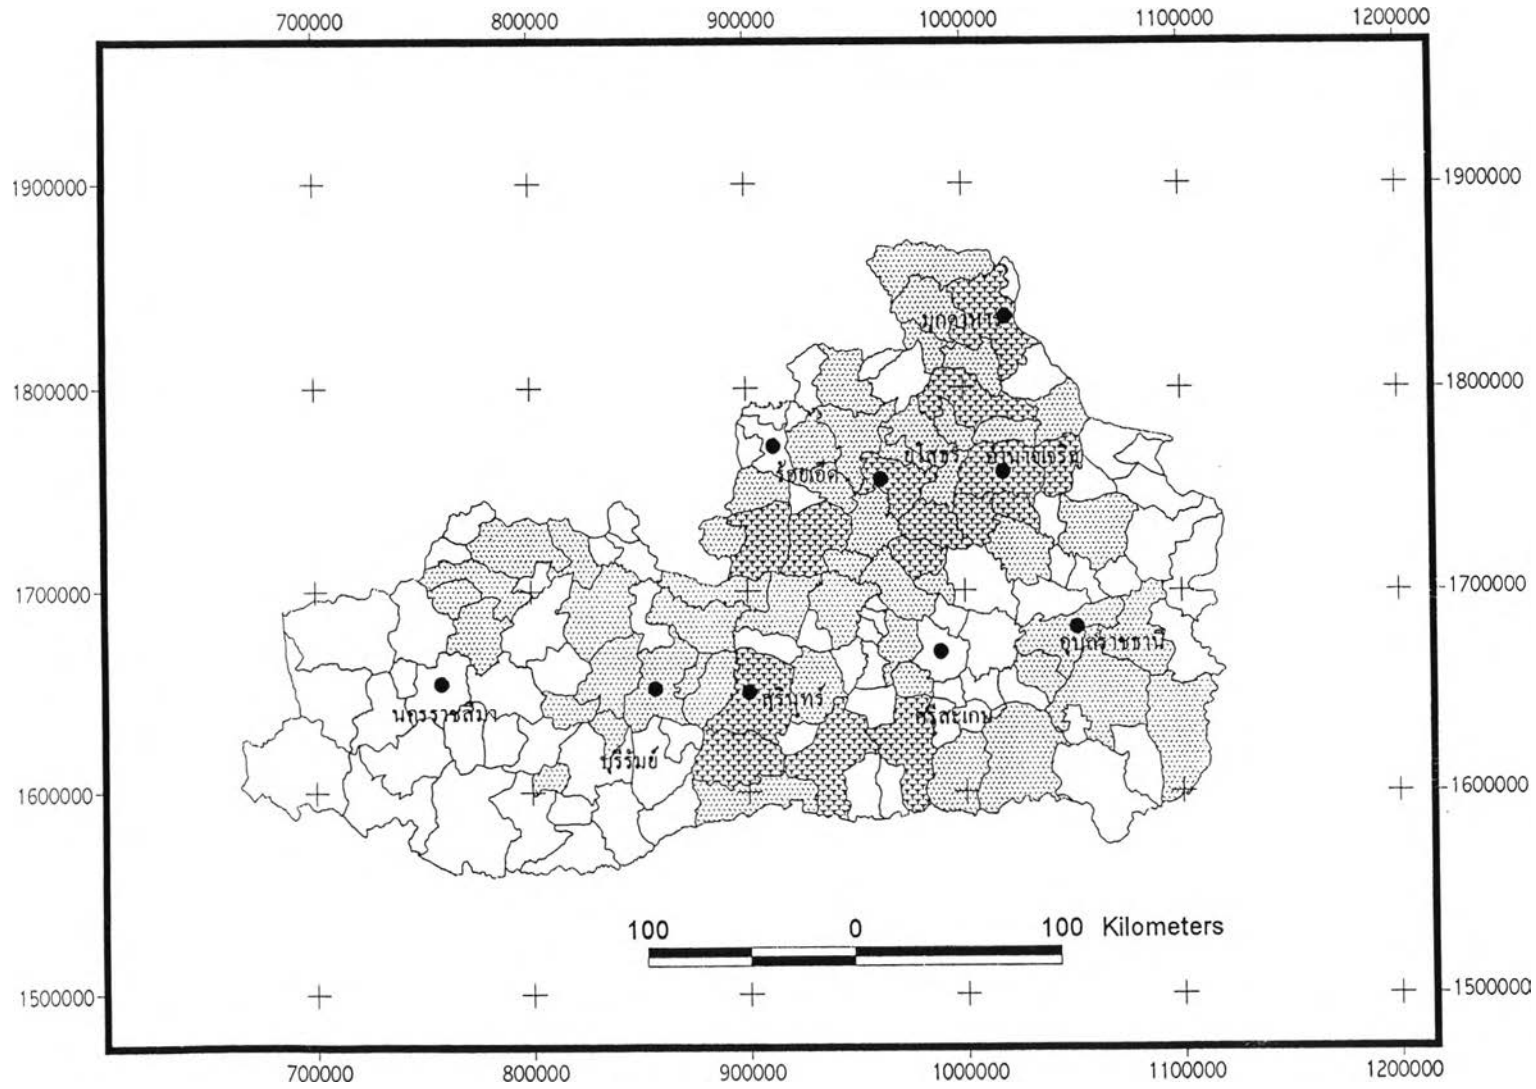 700000 800000 900000 1000000 1100000 1200000
1900000 1900000
มุกดาหาร
1800000 1800000
ยโสธร อำนาจเจริญ
ร้อยเอ็ด
1700000 1700000
อุบลราชธานี
สุรินทร์
นครราชสีมา ศรีสะเกษ
บุรีรัมย์
1600000 1600000
100 0 100 Kilometers
1500000 1500000
700000 800000 900000 1000000 1100000 1200000